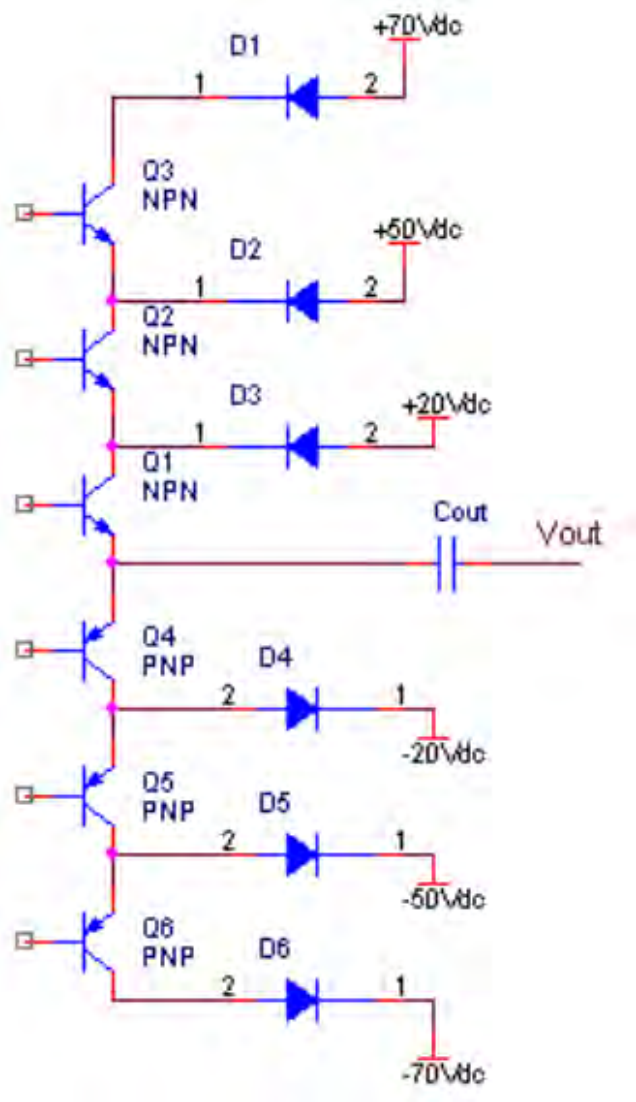 +70Vdc
D1
1 2
Q3
NPN
+50Vdc
D2
1 2
Q2
NPN
+20Vdc
D3
1 2
Q1
NPN
Cout
Vout
Q4
PNP
D4
2 1
-20Vdc
Q5
PNP
D5
2 1
-50Vdc
Q6
PNP
D6
2 1
-70Vdc